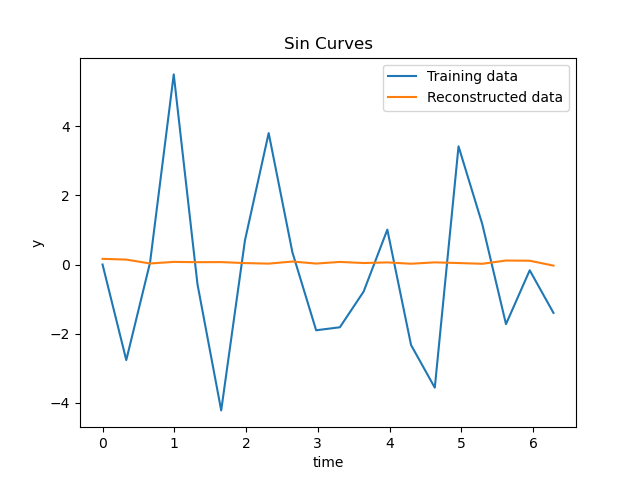 Sin Curves
Training data
Reconstructed data
y
4
2
0
−2
−4
0 1 2 3 4 5 6
time